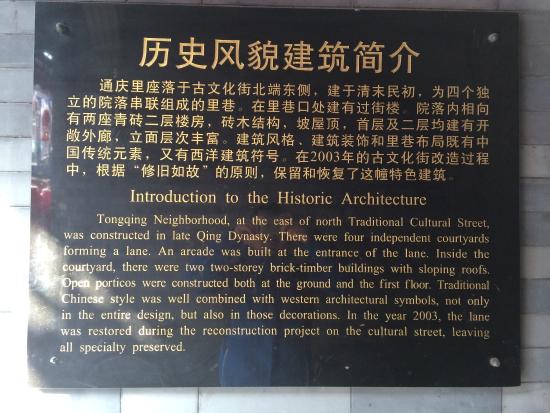 历史风貌建筑简介
通庆里座落于古文化街北端东侧，建于清末民初，为四个独
立的院落串联组成的里巷。在里巷口处建有过街楼。院落内相向
有两座青砖二层楼房，砖木结构，坡屋顶，首层及二层均建有开
敞外廊，立面层次丰富。建筑风格、建筑装饰和里巷布局既有中
国传统元素，又有西洋建筑符号。在2003年的古文化街改造过程
中，根据“修旧如故”的原则，保留和恢复了这幢特色建筑。
Introduction to the Historic Architecture
Tongqing Neighborhood, at the east of north Traditional Cultural Street,
was constructed in late Qing Dynasty. There were four independent courtyards
forming a lane. An arcade was built at the entrance of the lane. Inside the
courtyard, there were two two-storey brick-timber buildings with sloping roofs.
Open porticos were constructed both at the ground and the first floor. Traditional
Chinese style was well combined with western architectural symbols, not only
in the entire design, but also in those decorations. In the year 2003, the lane
was restored during the reconstruction project on the cultural street, leaving
all specialty preserved.